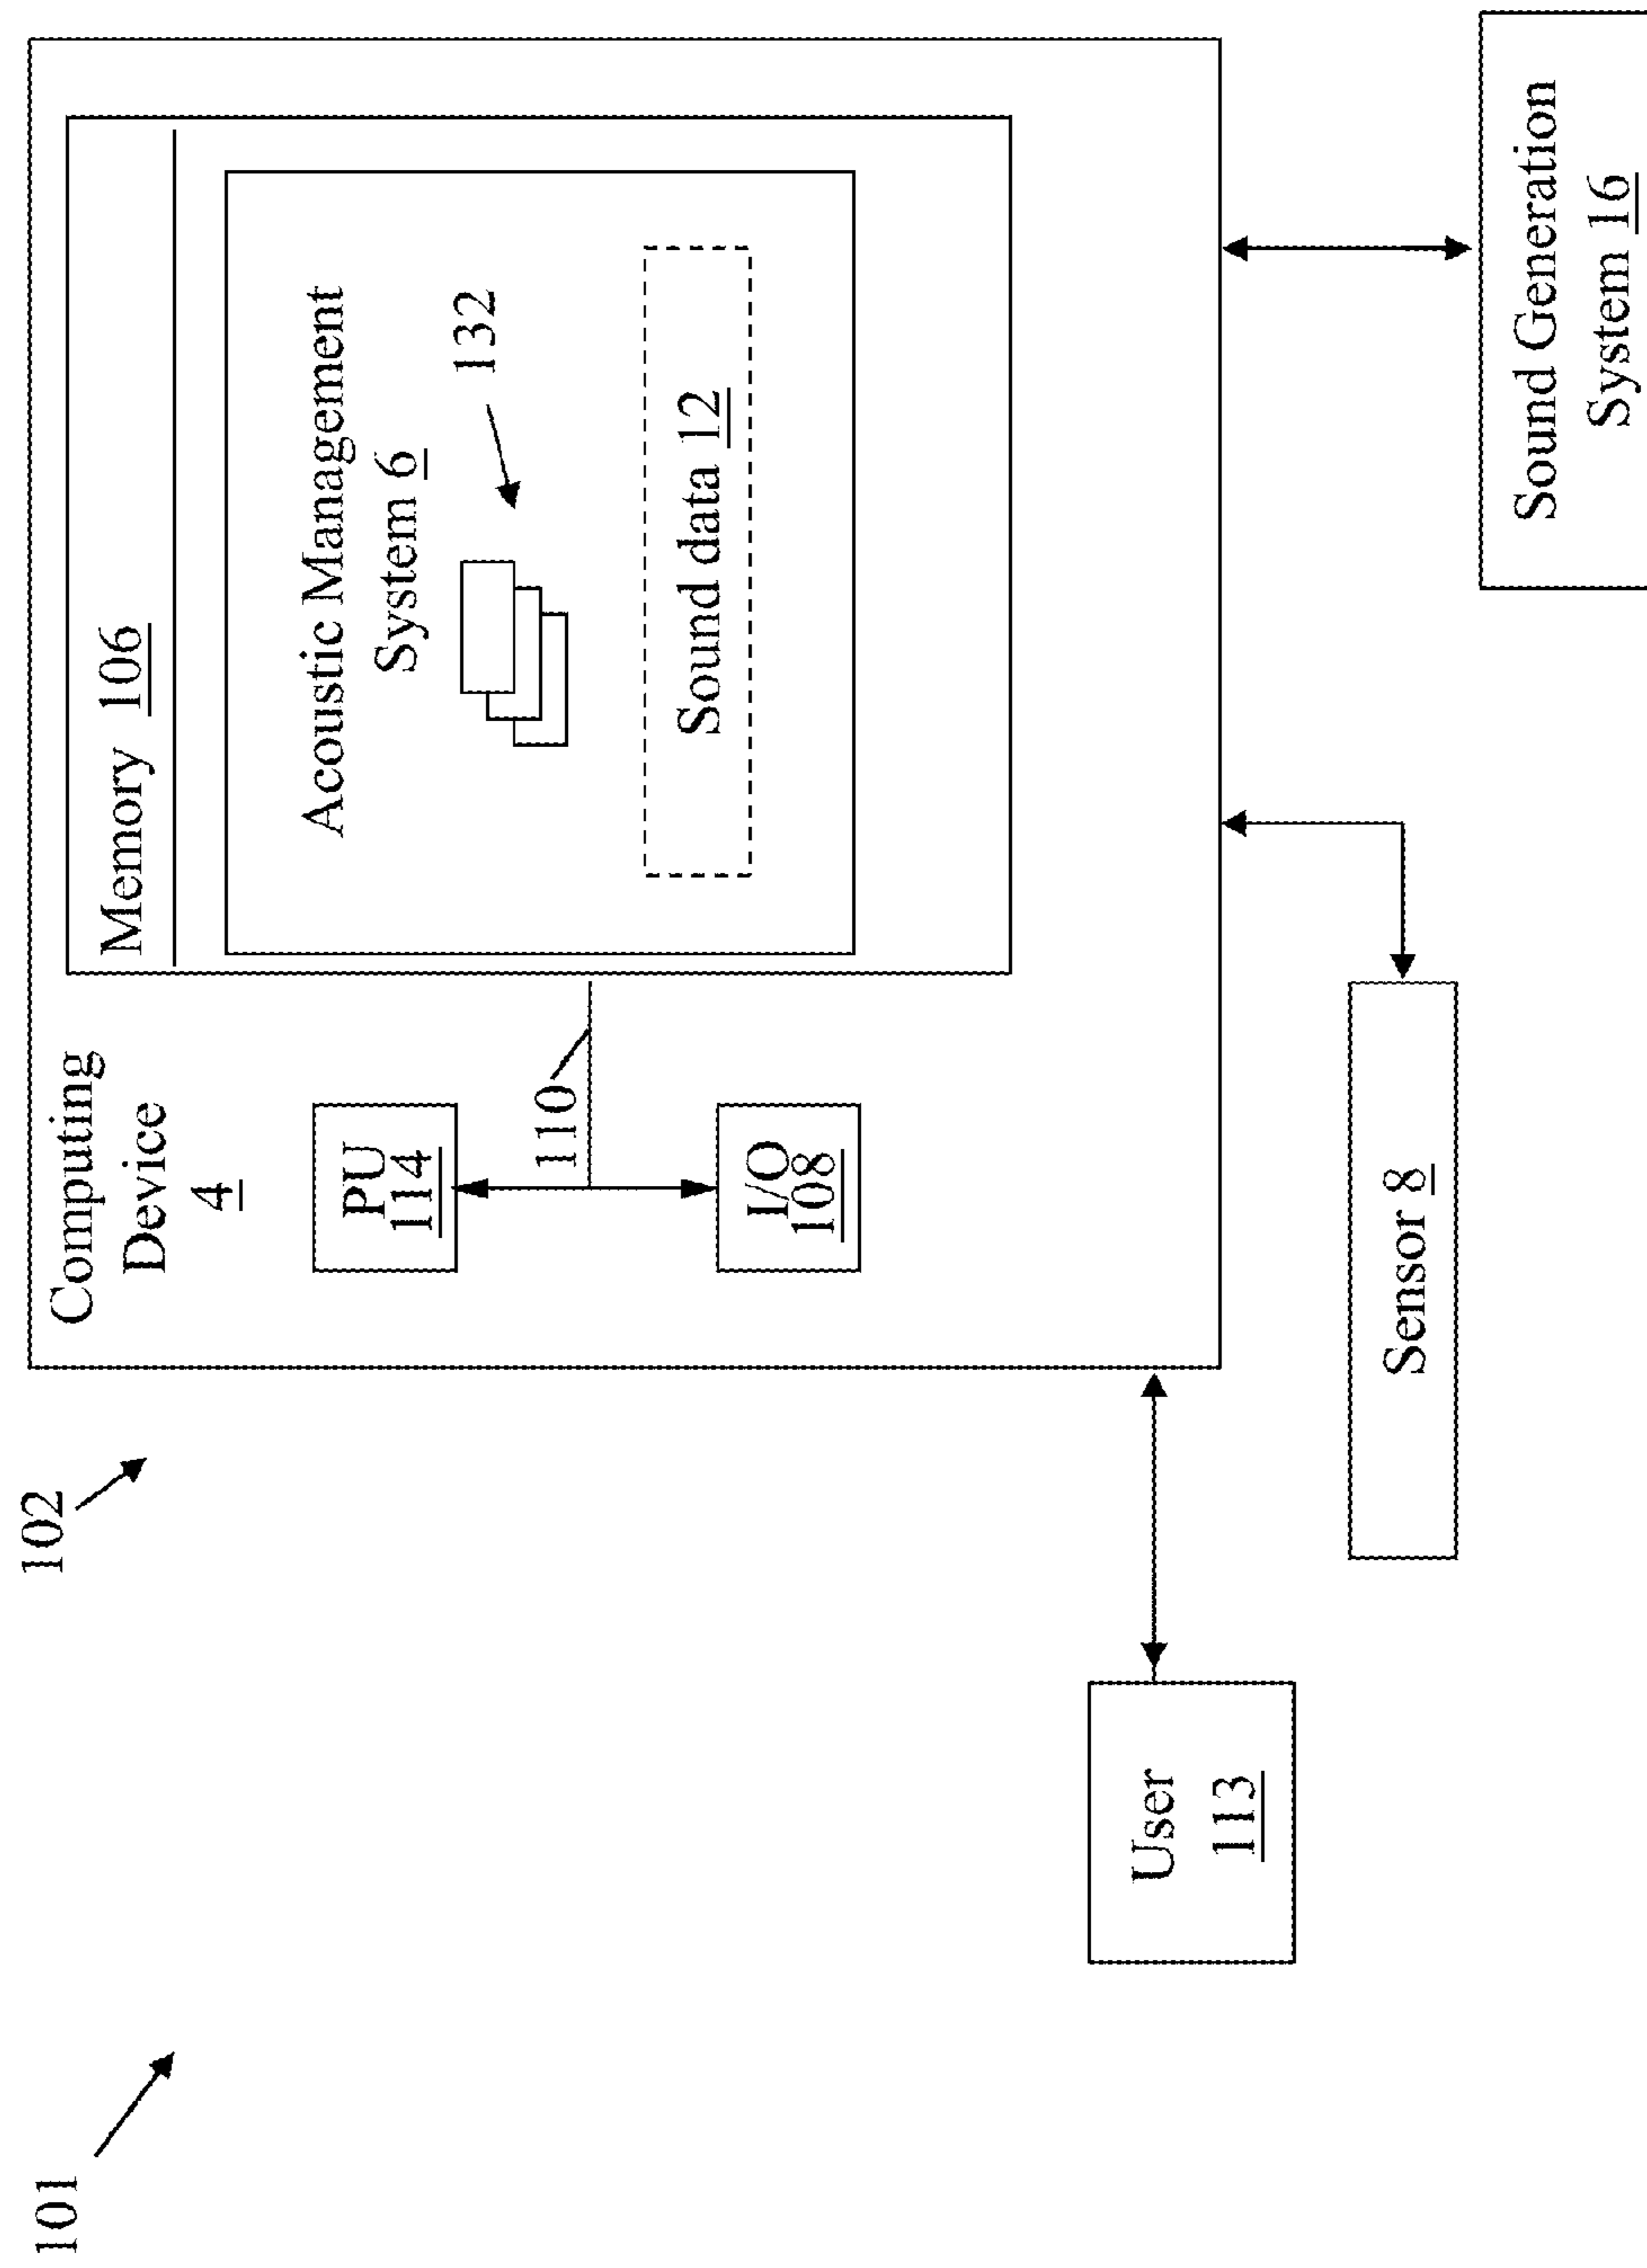 101
102
Computing
Device
4
Memory 106
PU
114
110
I/O
108
Acoustic Management
System 6
132
Sound data 12
User
113
Sensor 8
Sound Generation
System 16